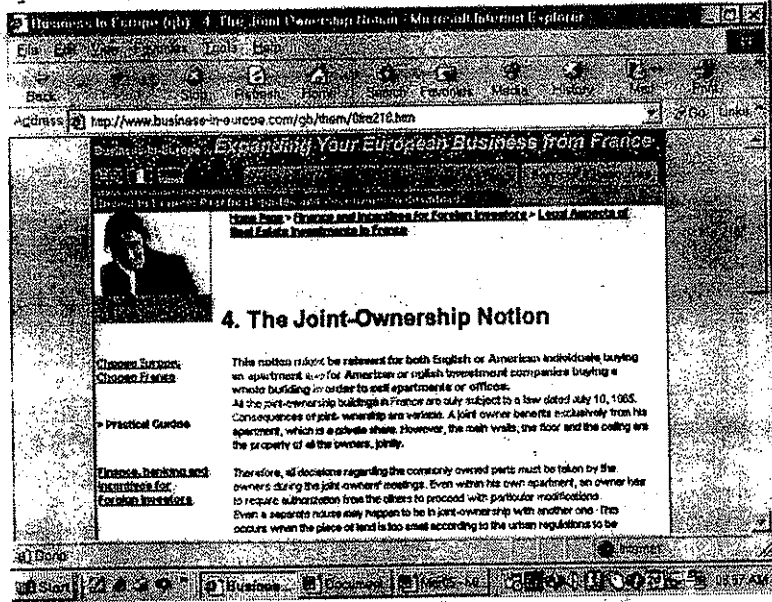 Business in Europe (gb) - 4. The Joint Ownership Notion - Microsoft Internet Explorer
File Edit View Favorites Tools Help
Back Stop Refresh Home Search Favorites Media History Mail Print
Address http://www.business-in-europe.com/gb/them/ Go Links
Expanding Your European Business from France
Home Page > Finance and Incentives for Foreign Investors > Legal Aspects of
Real Estate Investments in France
4. The Joint-Ownership Notion
Choose Europe,
Choose France
> Practical Guides
Finance, banking and
incentives for
foreign investors
This notion might be relevant for both English or American individuals buying
an apartment and for American or nglish investment companies buying a
whole building in order to sell apartments or offices.
All the joint-ownership buildings in France are duly subject to a law dated July 10, 1965.
Consequences of joint- wnership are various. A joint owner benefits exclusively from his
apartment, which is a private share. However, the main walls, the floor and the ceiling are
the property of all the owners, jointly.
Therefore, all decisions regarding the commonly owned parts must be taken by the
owners during the joint-owners' meetings. Even within his own apartment, an owner has
to require authorization from the others to proceed with particular modifications.
Even a separate house may happen to be in joint-ownership with another one - This
occurs when the piece of land is too small according to the urban regulations to be
Done Internet
Start Business... Document 08:57 AM